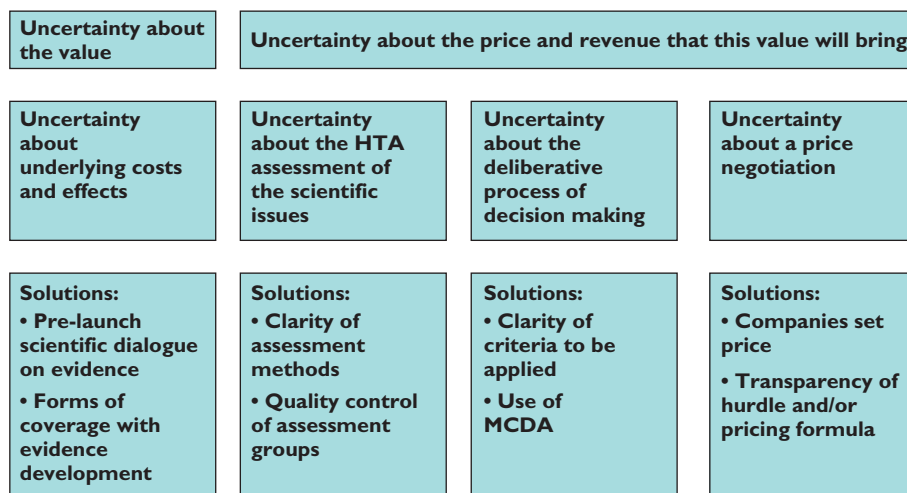 Uncertainty about
the value
Uncertainty about the price and revenue that this value will bring
Uncertainty
about
underlying costs
and effects
Uncertainty
about the HTA
assessment of
the scientific
issues
Uncertainty
about the
deliberative
process of
decision making
Uncertainty
about a price
negotiation
Solutions:
• Pre-launch
scientific dialogue
on evidence
• Forms of
coverage with
evidence
development
Solutions:
• Clarity of
assessment
methods
• Quality control
of assessment
groups
Solutions:
• Clarity of
criteria to be
applied
• Use of
MCDA
Solutions:
• Companies set
price
• Transparency of
hurdle and/or
pricing formula